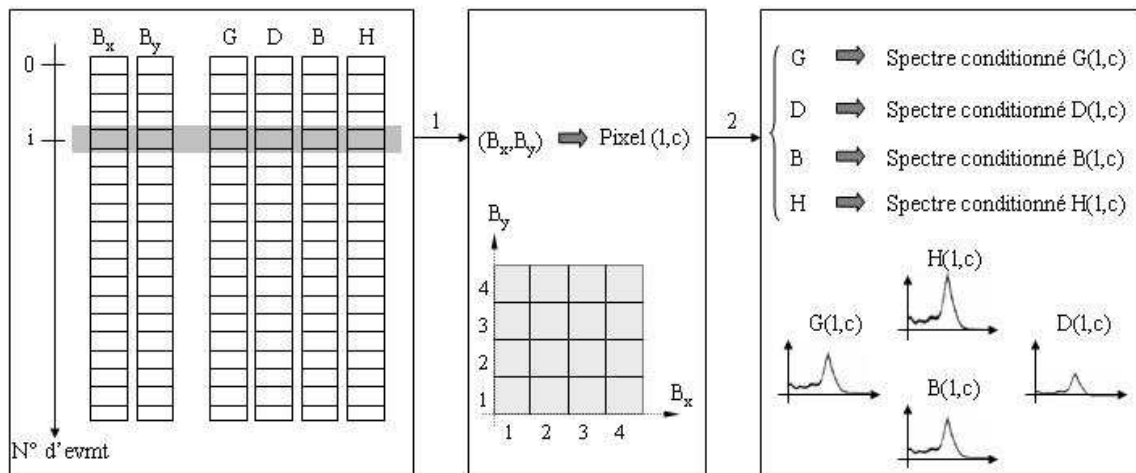 Bx By G D B H
0
i
N° d'evmt
1
(Bx,By) Pixel (l,c)
By
4
3
2
1
1 2 3 4
Bx
2
G Spectre conditionné G(l,c)
D Spectre conditionné D(l,c)
B Spectre conditionné B(l,c)
H Spectre conditionné H(l,c)
H(l,c)
G(l,c)
D(l,c)
B(l,c)